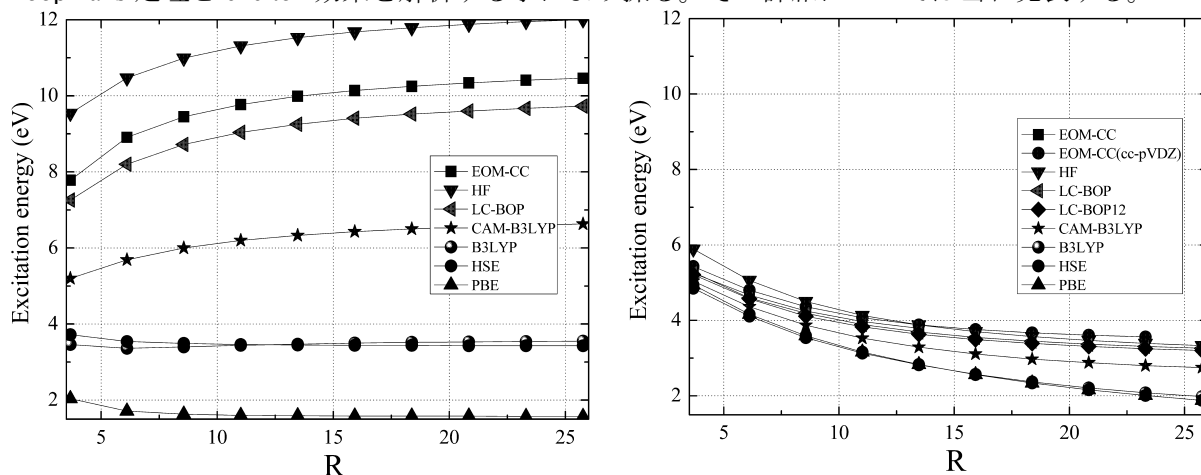 12
10
8
6
4
2
Excitation energy (eV)
5 10 15 20 25
R
EOM-CC
HF
LC-BOP
CAM-B3LYP
B3LYP
HSE
PBE
12
10
8
6
4
2
Excitation energy (eV)
5 10 15 20 25
R
EOM-CC
EOM-CC(cc-pVDZ)
HF
LC-BOP
LC-BOP12
CAM-B3LYP
B3LYP
HSE
PBE